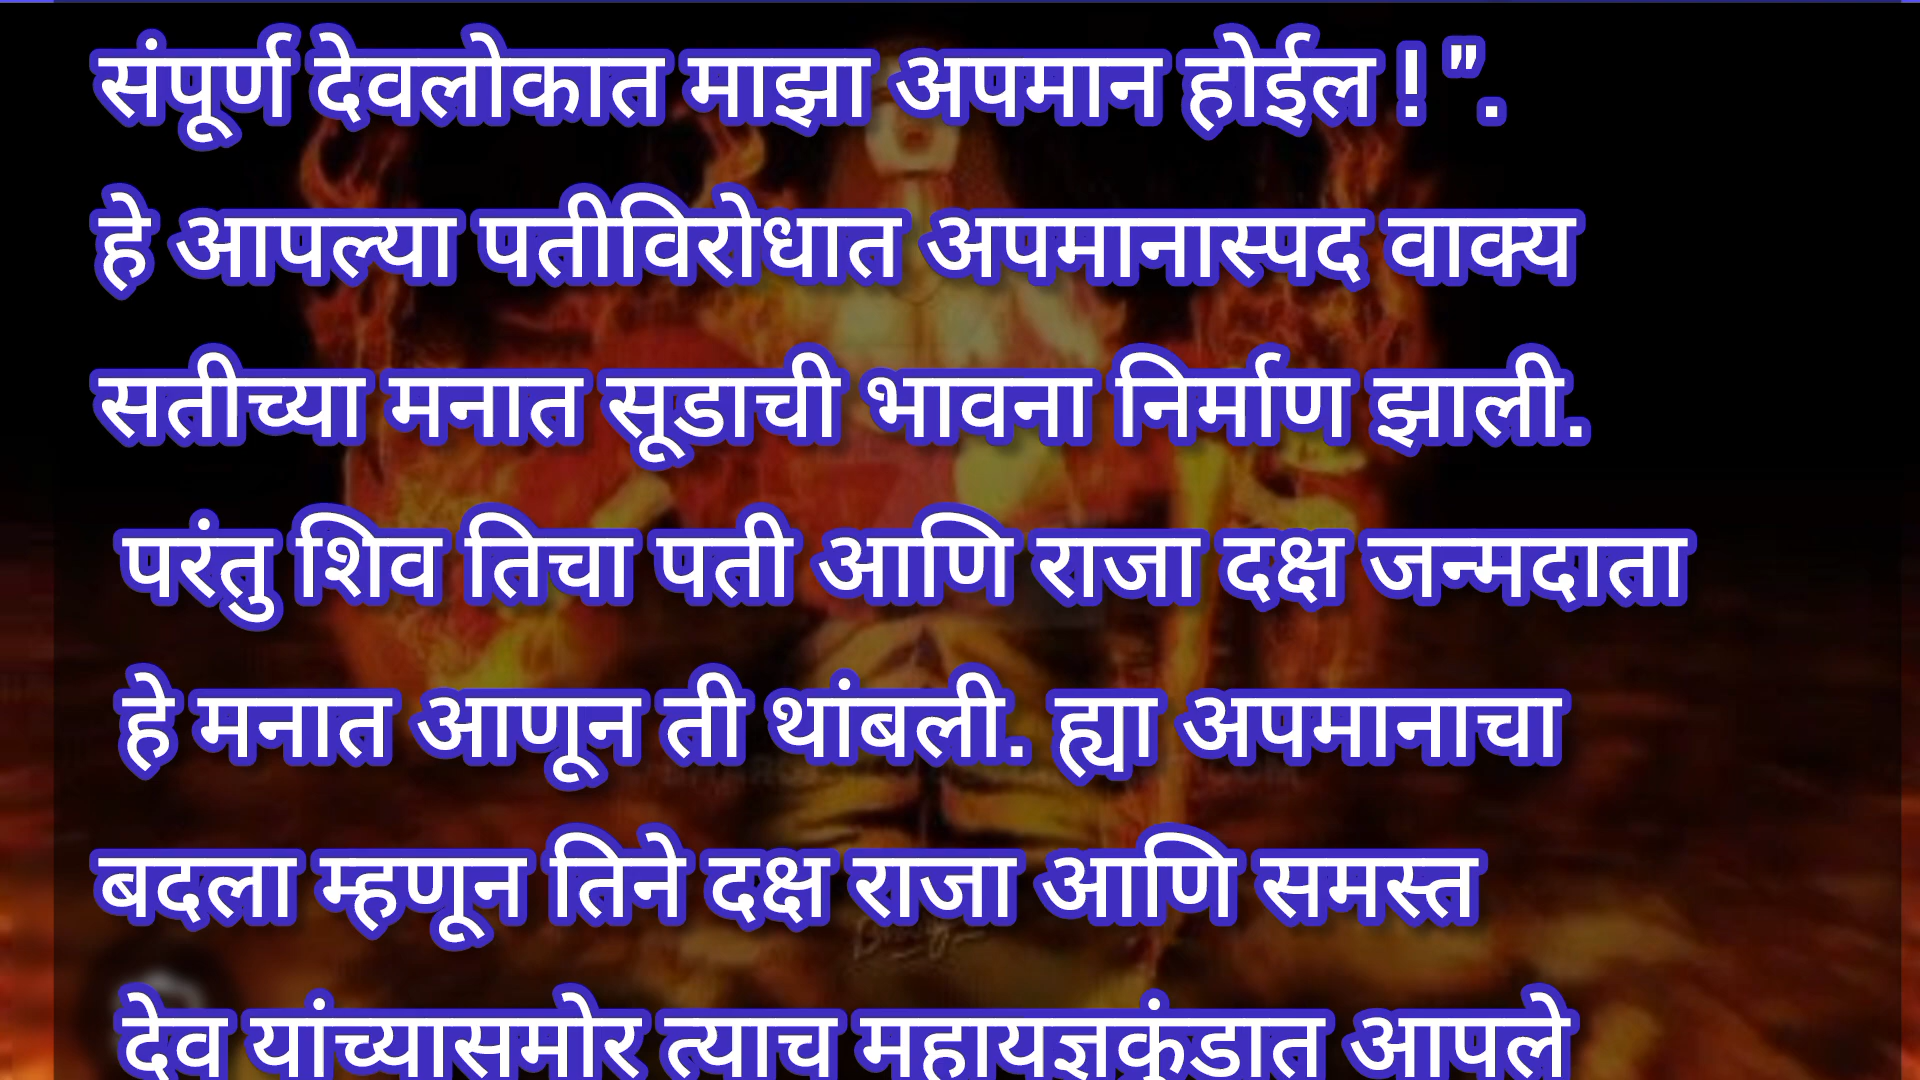 संपूर्ण देवलोकात माझा अपमान होईल ! ".
हे आपल्या पतीविरोधात अपमानास्पद वाक्य
सतीच्या मनात सूडाची भावना निर्माण झाली.
परंतु शिव तिचा पती आणि राजा दक्ष जन्मदाता
हे मनात आणून ती थांबली. ह्या अपमानाचा
बदला म्हणून तिने दक्ष राजा आणि समस्त
देव यांच्यासमोर त्याच महायज्ञकुंडात आपले